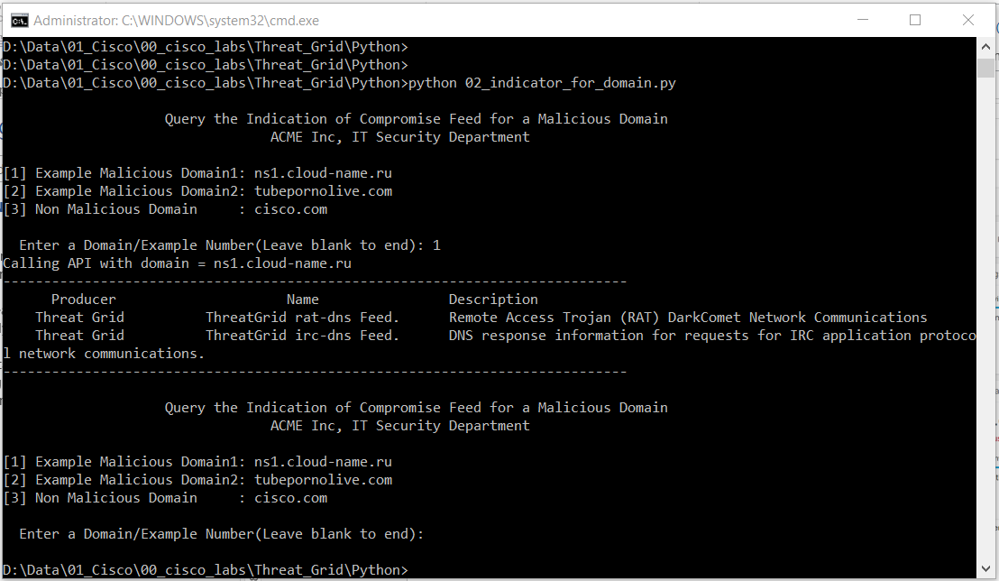 Administrator: C:\WINDOWS\system32\cmd.exe
D:\Data\01_Cisco\00_cisco_labs\Threat_Grid\Python>
D:\Data\01_Cisco\00_cisco_labs\Threat_Grid\Python>
D:\Data\01_Cisco\00_cisco_labs\Threat_Grid\Python>python 02_indicator_for_domain.py
Query the Indication of Compromise Feed for a Malicious Domain
ACME Inc, IT Security Department
[1] Example Malicious Domain1: ns1.cloud-name.ru
[2] Example Malicious Domain2: tubepornolive.com
[3] Non Malicious Domain     : cisco.com
Enter a Domain/Example Number(Leave blank to end): 1
Calling API with domain = ns1.cloud-name.ru
-----------------------------------------------------------------------------
Producer                     Name                Description
Threat Grid          ThreatGrid rat-dns Feed.      Remote Access Trojan (RAT) DarkComet Network Communications
Threat Grid          ThreatGrid irc-dns Feed.      DNS response information for requests for IRC application protoco
l network communications.
-----------------------------------------------------------------------------
Query the Indication of Compromise Feed for a Malicious Domain
ACME Inc, IT Security Department
[1] Example Malicious Domain1: ns1.cloud-name.ru
[2] Example Malicious Domain2: tubepornolive.com
[3] Non Malicious Domain     : cisco.com
Enter a Domain/Example Number(Leave blank to end):
D:\Data\01_Cisco\00_cisco_labs\Threat_Grid\Python>